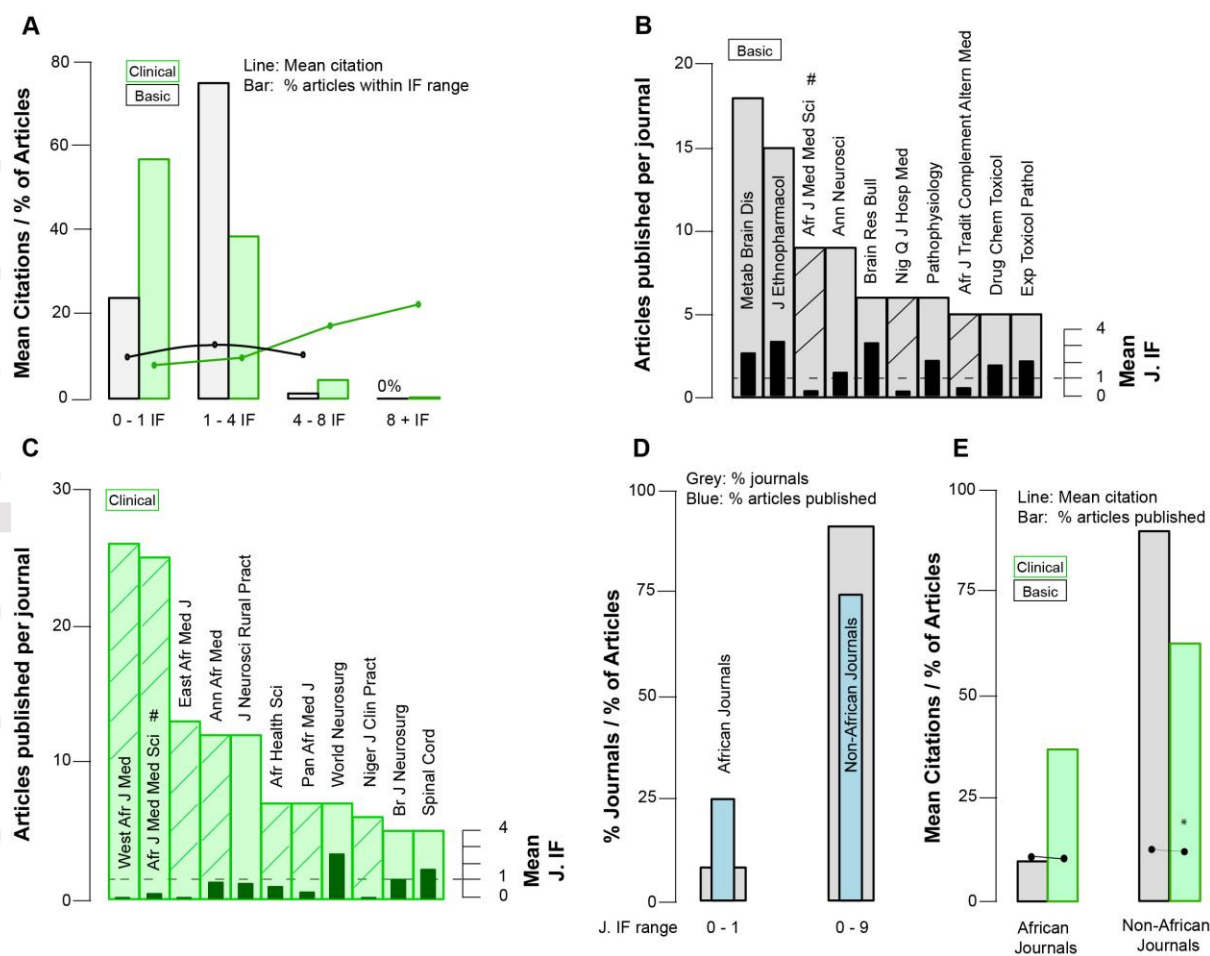 A
Mean Citations / % of Articles
80
60
40
20
0
Clinical
Basic
Line: Mean citation
Bar: % articles within IF range
0%
0 - 1 IF
1 - 4 IF
4 - 8 IF
8 + IF
B
Articles published per journal
20
15
10
5
0
Basic
Metab Brain Dis
J Ethnopharmacol
Afr J Med Med Sci #
Ann Neurosci
Brain Res Bull
Nig Q J Hosp Med
Pathophysiology
Afr J Tradit Complement Altern Med
Drug Chem Toxicol
Exp Toxicol Pathol
4
1
0
Mean
J. IF
C
Articles published per journal
30
20
10
0
Clinical
West Afr J Med
Afr J Med Med Sci #
East Afr Med J
Ann Afr Med
J Neurosci Rural Pract
Afr Health Sci
Pan Afr Med J
World Neurosurg
Niger J Clin Pract
Br J Neurosurg
Spinal Cord
4
1
0
Mean
J. IF
D
% Journals / % of Articles
Grey: % journals
Blue: % articles published
100
75
50
25
0
African Journals
Non-African Journals
J. IF range
0 - 1
0 - 9
E
Mean Citations / % of Articles
100
75
50
25
0
Line: Mean citation
Bar: % articles published
Clinical
Basic
*
African
Journals
Non-African
Journals